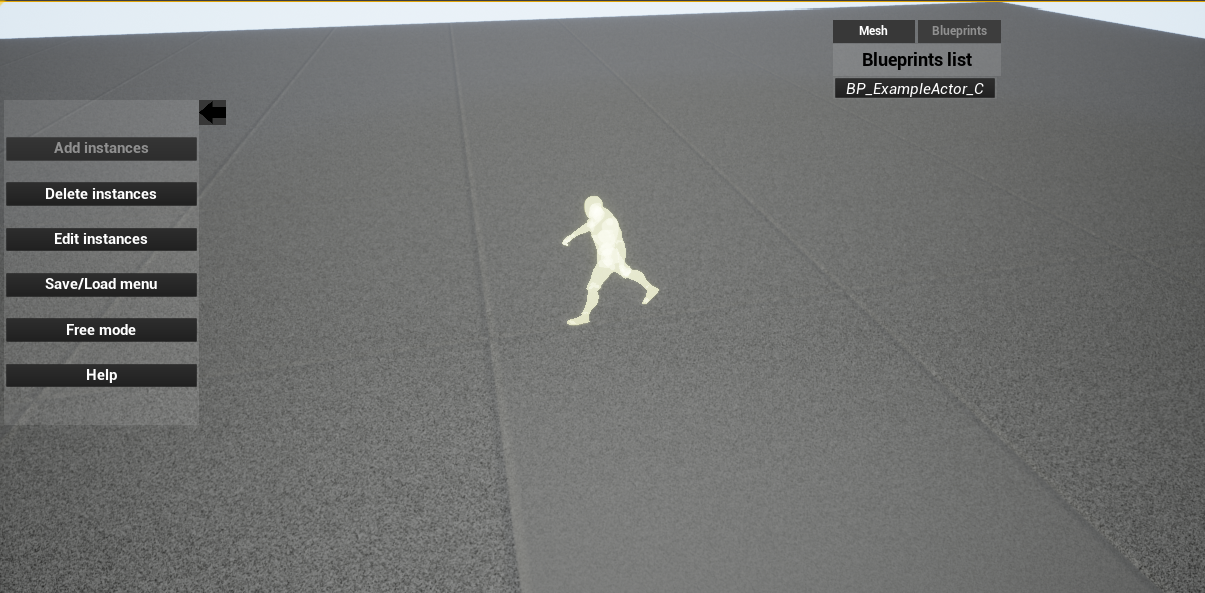 Mesh
Blueprints
Blueprints list
BP_ExampleActor_C
Add instances
Delete instances
Edit instances
Save/Load menu
Free mode
Help